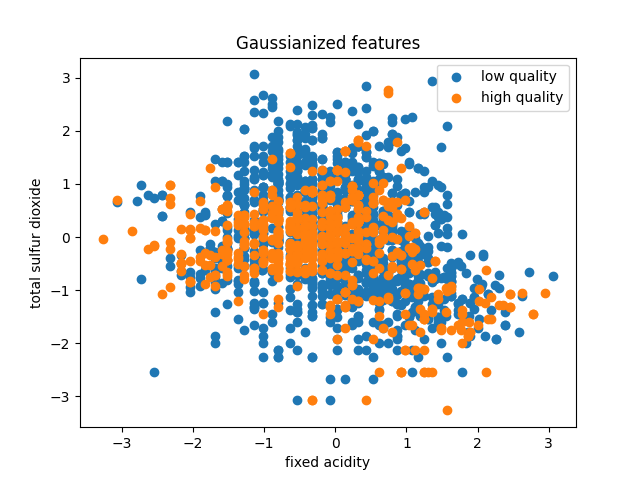 Gaussianized features
low quality
high quality
total sulfur dioxide
3
2
1
0
−1
−2
−3
−3
−2
−1
0
1
2
3
fixed acidity